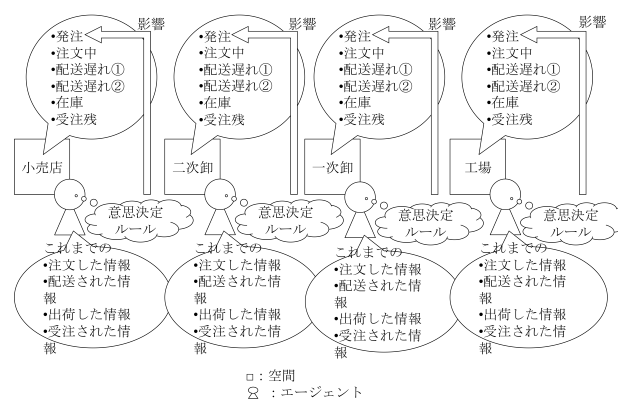 影響
•発注
•注文中
•配送遅れ①
•配送遅れ②
•在庫
•受注残
小売店
意思決定
ルール
これまでの
•注文した情報
•配送された情
報
•出荷した情報
•受注された情
報
影響
•発注
•注文中
•配送遅れ①
•配送遅れ②
•在庫
•受注残
二次卸
意思決定
ルール
これまでの
•注文した情報
•配送された情
報
•出荷した情報
•受注された情
報
影響
•発注
•注文中
•配送遅れ①
•配送遅れ②
•在庫
•受注残
一次卸
意思決定
ルール
これまでの
•注文した情報
•配送された情
報
•出荷した情報
•受注された情
報
影響
•発注
•注文中
•配送遅れ①
•配送遅れ②
•在庫
•受注残
工場
意思決定
ルール
これまでの
•注文した情報
•配送された情
報
•出荷した情報
•受注された情
報
：空間
：エージェント